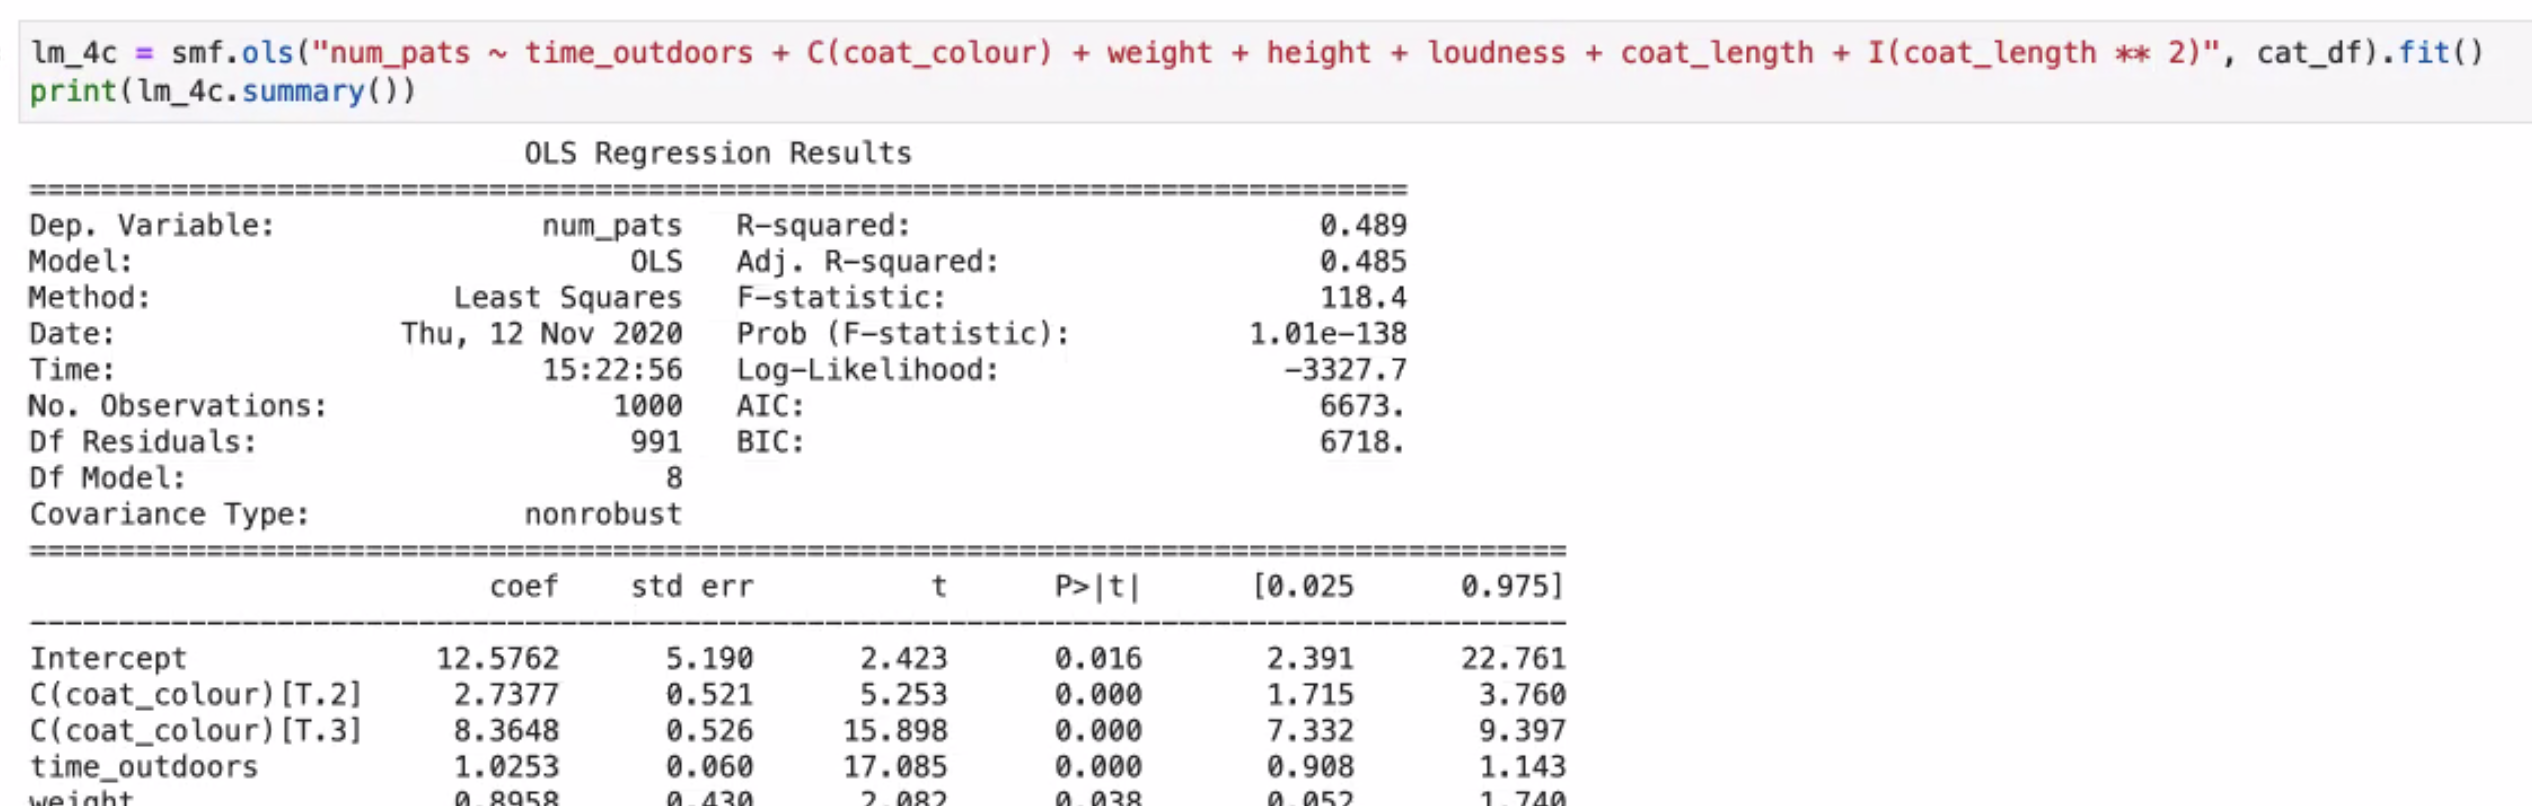 lm_4c = smf.ols("num_pats ~ time_outdoors + C(coat_colour) + weight + height + loudness + coat_length + I(coat_length ** 2)", cat_df).fit()
print(lm_4c.summary())
OLS Regression Results
==============================================================================
Dep. Variable: num_pats R-squared: 0.489
Model: OLS Adj. R-squared: 0.485
Method: Least Squares F-statistic: 118.4
Date: Thu, 12 Nov 2020 Prob (F-statistic): 1.01e-138
Time: 15:22:56 Log-Likelihood: -3327.7
No. Observations: 1000 AIC: 6673.
Df Residuals: 991 BIC: 6718.
Df Model: 8
Covariance Type: nonrobust
=======================================================================================
coef std err t P>|t| [0.025 0.975]
---------------------------------------------------------------------------------------
Intercept 12.5762 5.190 2.423 0.016 2.391 22.761
C(coat_colour)[T.2] 2.7377 0.521 5.253 0.000 1.715 3.760
C(coat_colour)[T.3] 8.3648 0.526 15.898 0.000 7.332 9.397
time_outdoors 1.0253 0.060 17.085 0.000 0.908 1.143
weight 0.8958 0.430 2.082 0.038 0.052 1.740